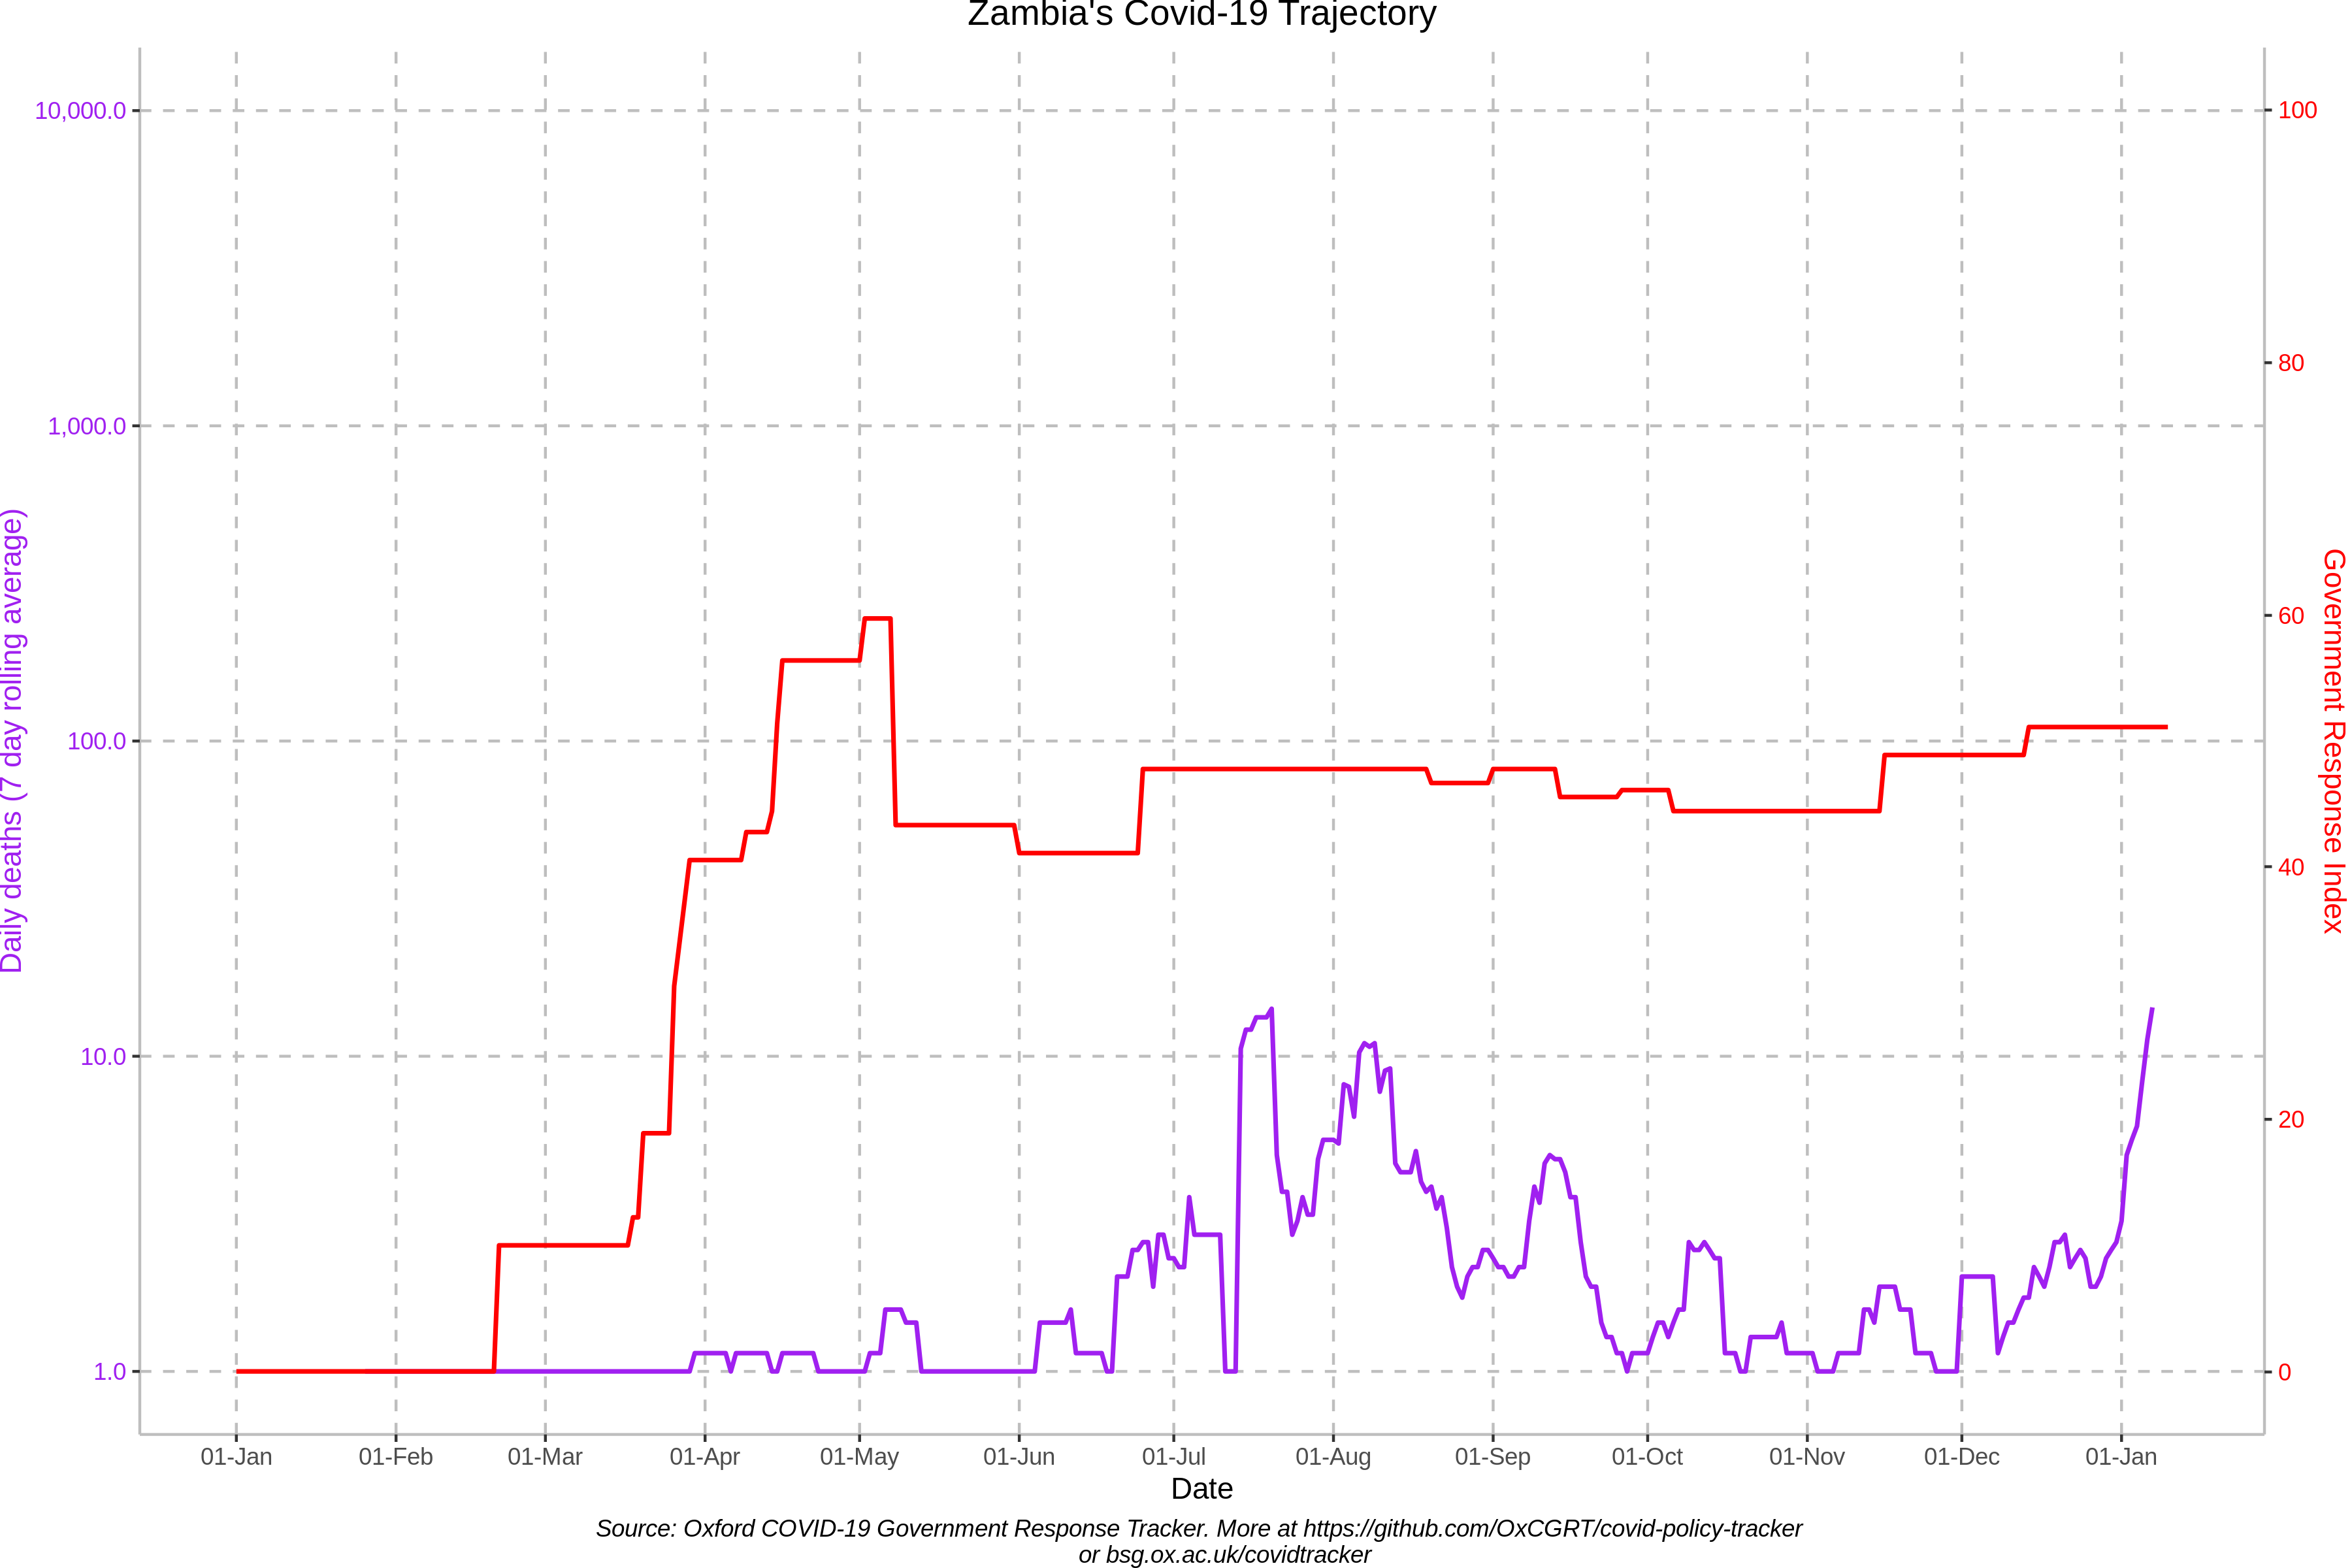 Zambia's Covid-19 Trajectory
10,000.0
1,000.0
100.0
10.0
1.0
Daily deaths (7 day rolling average)
100
80
60
40
20
0
Government Response Index
01-Jan 01-Feb 01-Mar 01-Apr 01-May 01-Jun 01-Jul 01-Aug 01-Sep 01-Oct 01-Nov 01-Dec 01-Jan
Date
Source: Oxford COVID-19 Government Response Tracker. More at https://github.com/OxCGRT/covid-policy-tracker
or bsg.ox.ac.uk/covidtracker